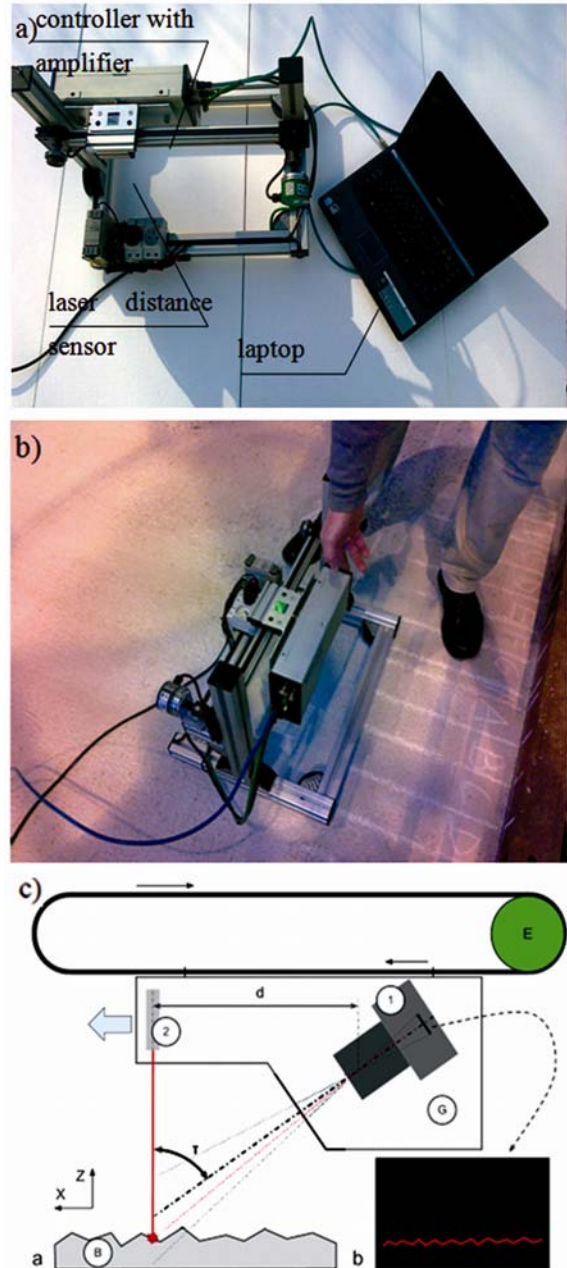 a)
controller with
amplifier
laser distance
sensor
laptop
b)
c)
E
d
1
2
G
T
Z
X
B
a
b